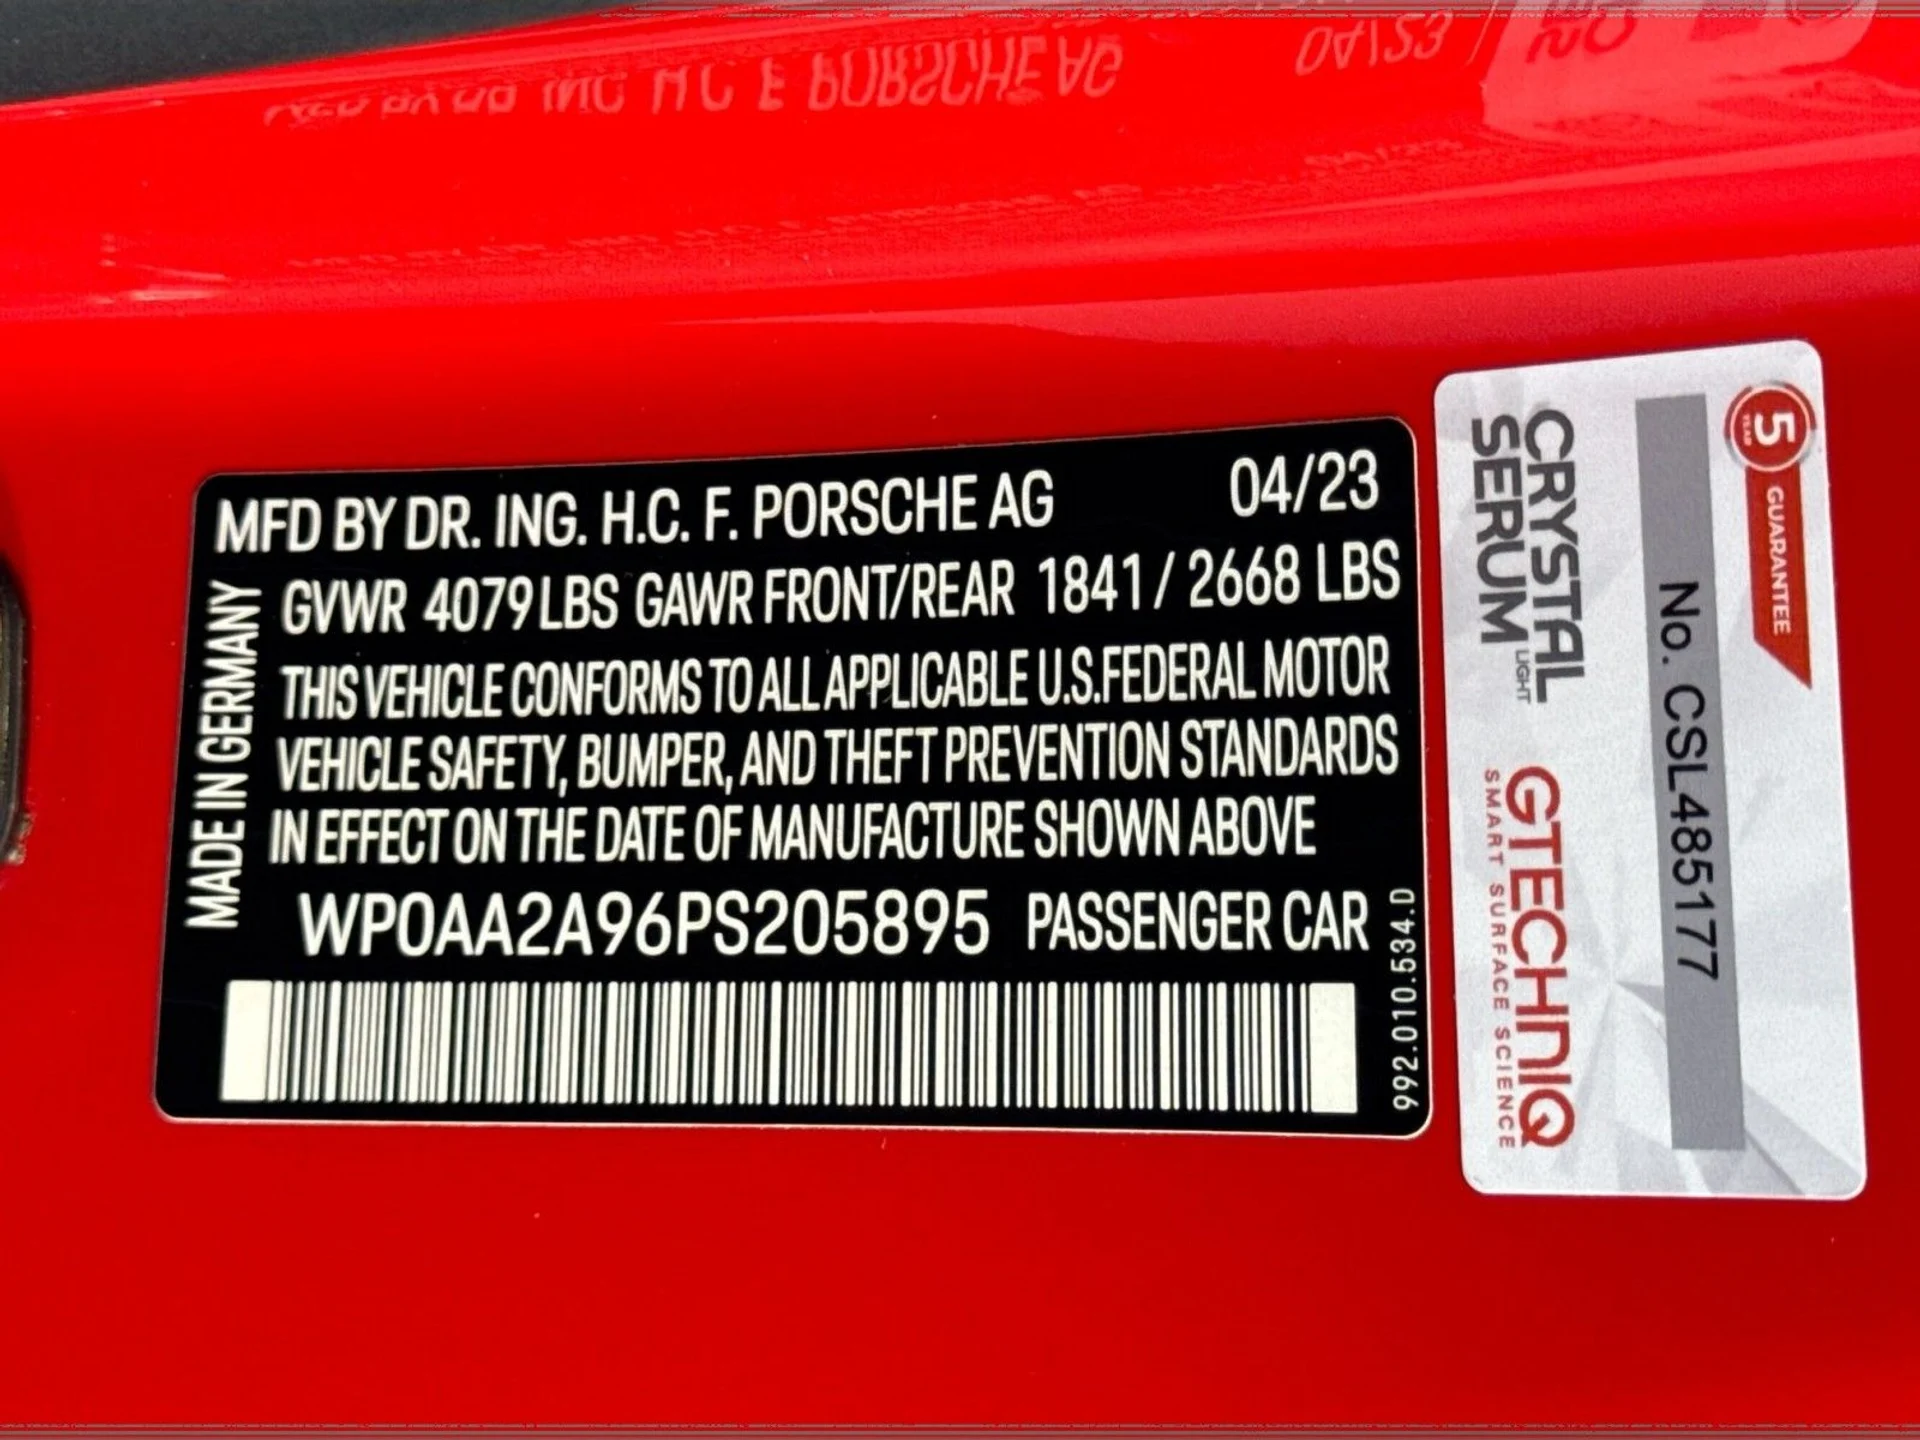 MFD BY DR. ING. H.C. F. PORSCHE AG 04/23
GVWR 4079 LBS GAWR FRONT/REAR 1841 / 2668 LBS
THIS VEHICLE CONFORMS TO ALL APPLICABLE U.S.FEDERAL MOTOR
VEHICLE SAFETY, BUMPER, AND THEFT PREVENTION STANDARDS
IN EFFECT ON THE DATE OF MANUFACTURE SHOWN ABOVE
WP0AA2A96PS205895 PASSENGER CAR
MADE IN GERMANY
992.010.534.D
5 YEAR GUARANTEE
No. CSL485177
CRYSTAL
SERUM LIGHT
GTECHNIQ
SMART SURFACE SCIENCE